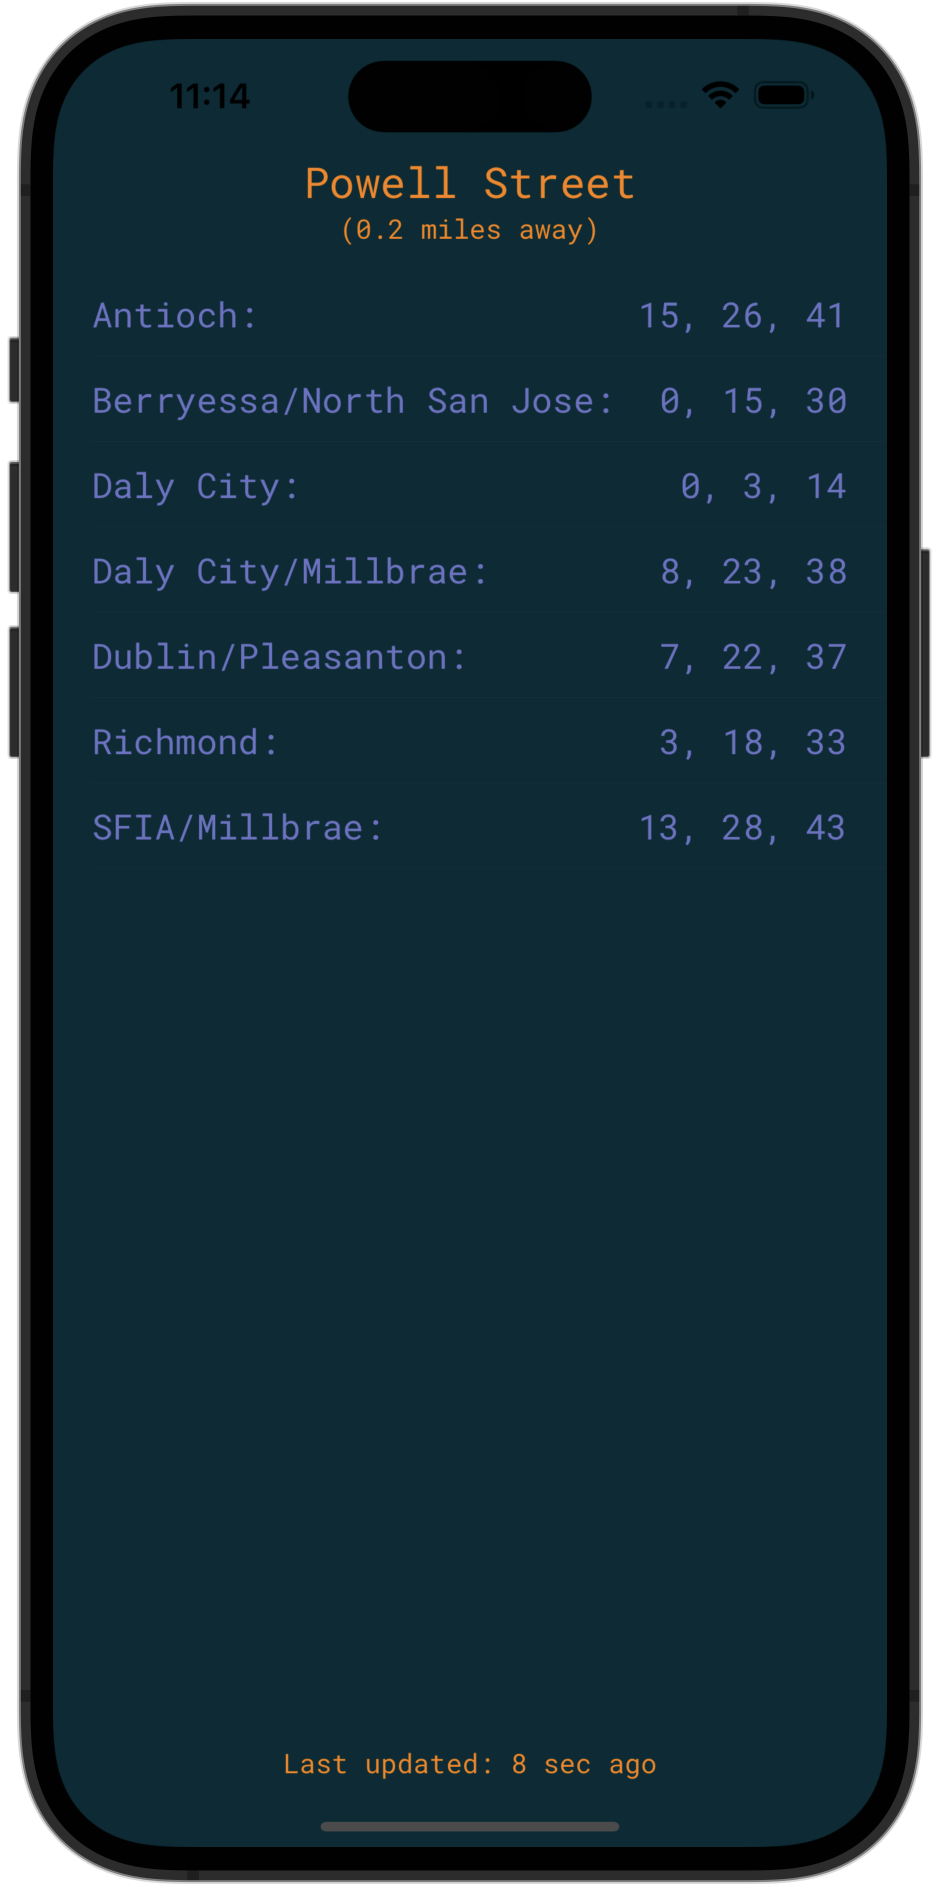 11:14
Powell Street
(0.2 miles away)
Antioch: 15, 26, 41
Berryessa/North San Jose: 0, 15, 30
Daly City: 0, 3, 14
Daly City/Millbrae: 8, 23, 38
Dublin/Pleasanton: 7, 22, 37
Richmond: 3, 18, 33
SFIA/Millbrae: 13, 28, 43
Last updated: 8 sec ago